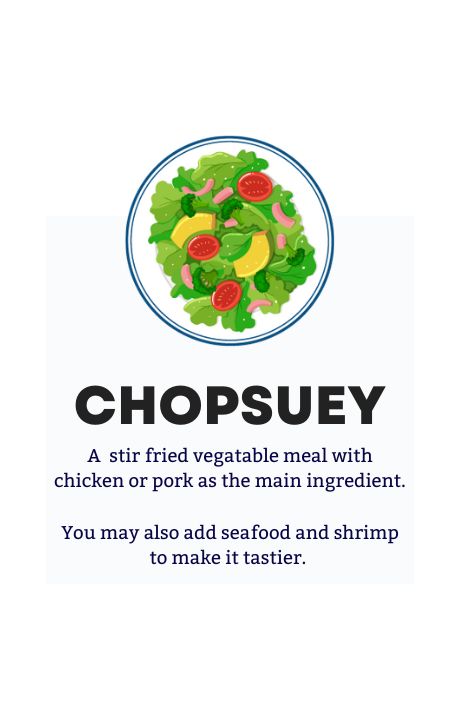 CHOPSUEY
A stir fried vegatable meal with
chicken or pork as the main ingredient.
You may also add seafood and shrimp
to make it tastier.